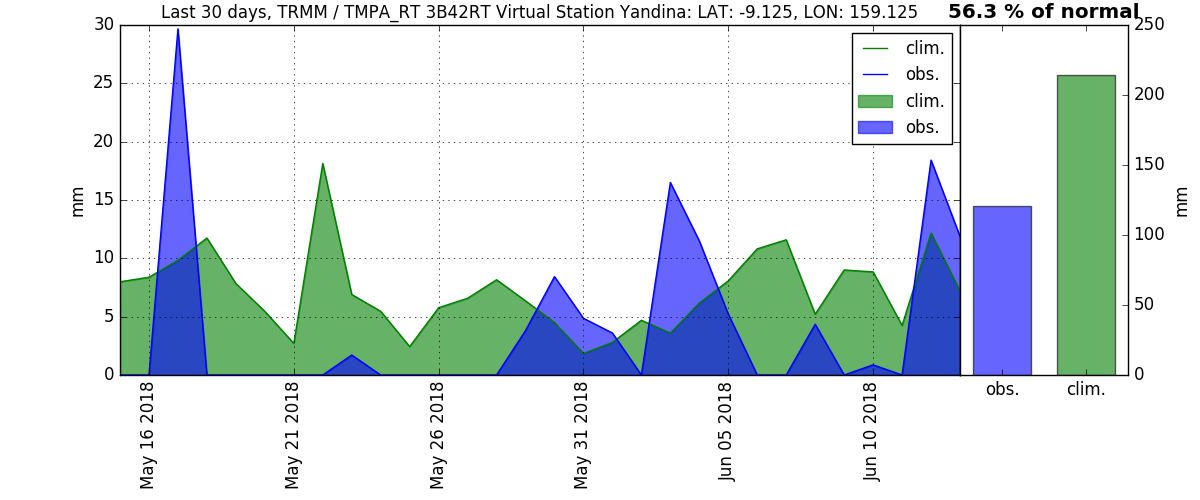 Last 30 days, TRMM / TMPA_RT 3B42RT Virtual Station Yandina: LAT: -9.125, LON: 159.125
56.3 % of normal
mm
30
25
20
15
10
5
0
clim.
obs.
clim.
obs.
May 16 2018
May 21 2018
May 26 2018
May 31 2018
Jun 05 2018
Jun 10 2018
250
200
150
100
50
0
mm
obs.
clim.